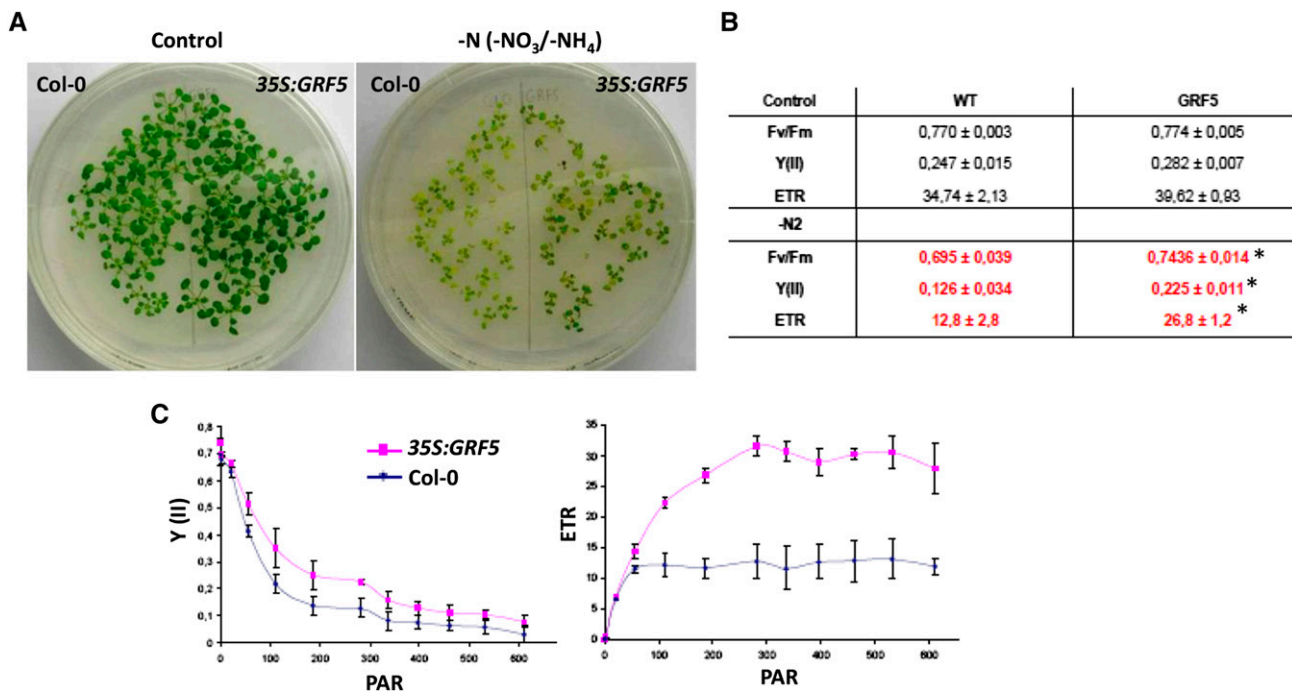 A
Control
-N (-NO3/-NH4)
Col-0
35S:GRF5
Col-0
35S:GRF5
GRF5
B
Control WT GRF5
Fv/Fm 0,770 ± 0,003 0,774 ± 0,005
Y(II) 0,247 ± 0,015 0,282 ± 0,007
ETR 34,74 ± 2,13 39,62 ± 0,93
-N2
Fv/Fm 0,695 ± 0,039 0,7436 ± 0,014 *
Y(II) 0,126 ± 0,034 0,225 ± 0,011 *
ETR 12,8 ± 2,8 26,8 ± 1,2 *
C
0,8
0,7
0,6
0,5
0,4
0,3
0,2
0,1
0
Y (II)
35S:GRF5
Col-0
0 100 200 300 400 500 600
PAR
35
30
25
20
15
10
5
0
ETR
0 100 200 300 400 500 600
PAR